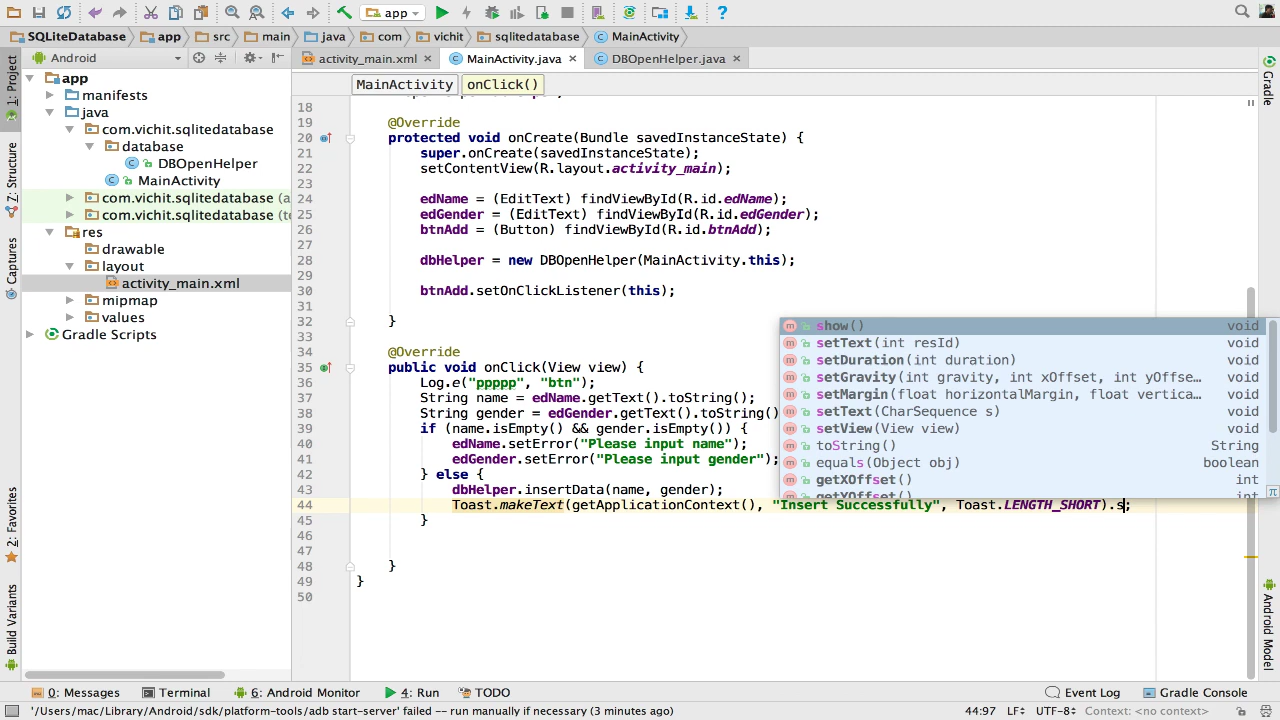 app
?
SQLiteDatabase app src main java com vichit sqlitedatabase MainActivity
Android
activity_main.xml MainActivity.java DBOpenHelper.java
MainActivity onClick()
1: Project
Z: Structure
Captures
2: Favorites
Build Variants
app
manifests
java
com.vichit.sqlitedatabase
database
DBOpenHelper
MainActivity
com.vichit.sqlitedatabase (a
com.vichit.sqlitedatabase (te
res
drawable
layout
activity_main.xml
mipmap
values
Gradle Scripts
18
19 @Override
20 protected void onCreate(Bundle savedInstanceState) {
21 super.onCreate(savedInstanceState);
22 setContentView(R.layout.activity_main);
23
24 edName = (EditText) findViewById(R.id.edName);
25 edGender = (EditText) findViewById(R.id.edGender);
26 btnAdd = (Button) findViewById(R.id.btnAdd);
27
28 dbHelper = new DBOpenHelper(MainActivity.this);
29
30 btnAdd.setOnClickListener(this);
31
32 }
33
34 @Override
35 public void onClick(View view) {
36 Log.e("ppppp", "btn");
37 String name = edName.getText().toString();
38 String gender = edGender.getText().toString()
39 if (name.isEmpty() && gender.isEmpty()) {
40 edName.setError("Please input name");
41 edGender.setError("Please input gender");
42 } else {
43 dbHelper.insertData(name, gender);
44 Toast.makeText(getApplicationContext(), "Insert Successfully", Toast.LENGTH_SHORT).s;
45 }
46
47
48 }
49 }
50
show() void
setText(int resId) void
setDuration(int duration) void
setGravity(int gravity, int xOffset, int yOffse... void
setMargin(float horizontalMargin, float vertica... void
setText(CharSequence s) void
setView(View view) void
toString() String
equals(Object obj) boolean
getXOffset() int
getYOffset() int
Gradle
Android Model
0: Messages Terminal 6: Android Monitor 4: Run TODO Event Log Gradle Console
'/Users/mac/Library/Android/sdk/platform-tools/adb start-server' failed -- run manually if necessary (3 minutes ago) 44:97 LF UTF-8 Context: <no context>